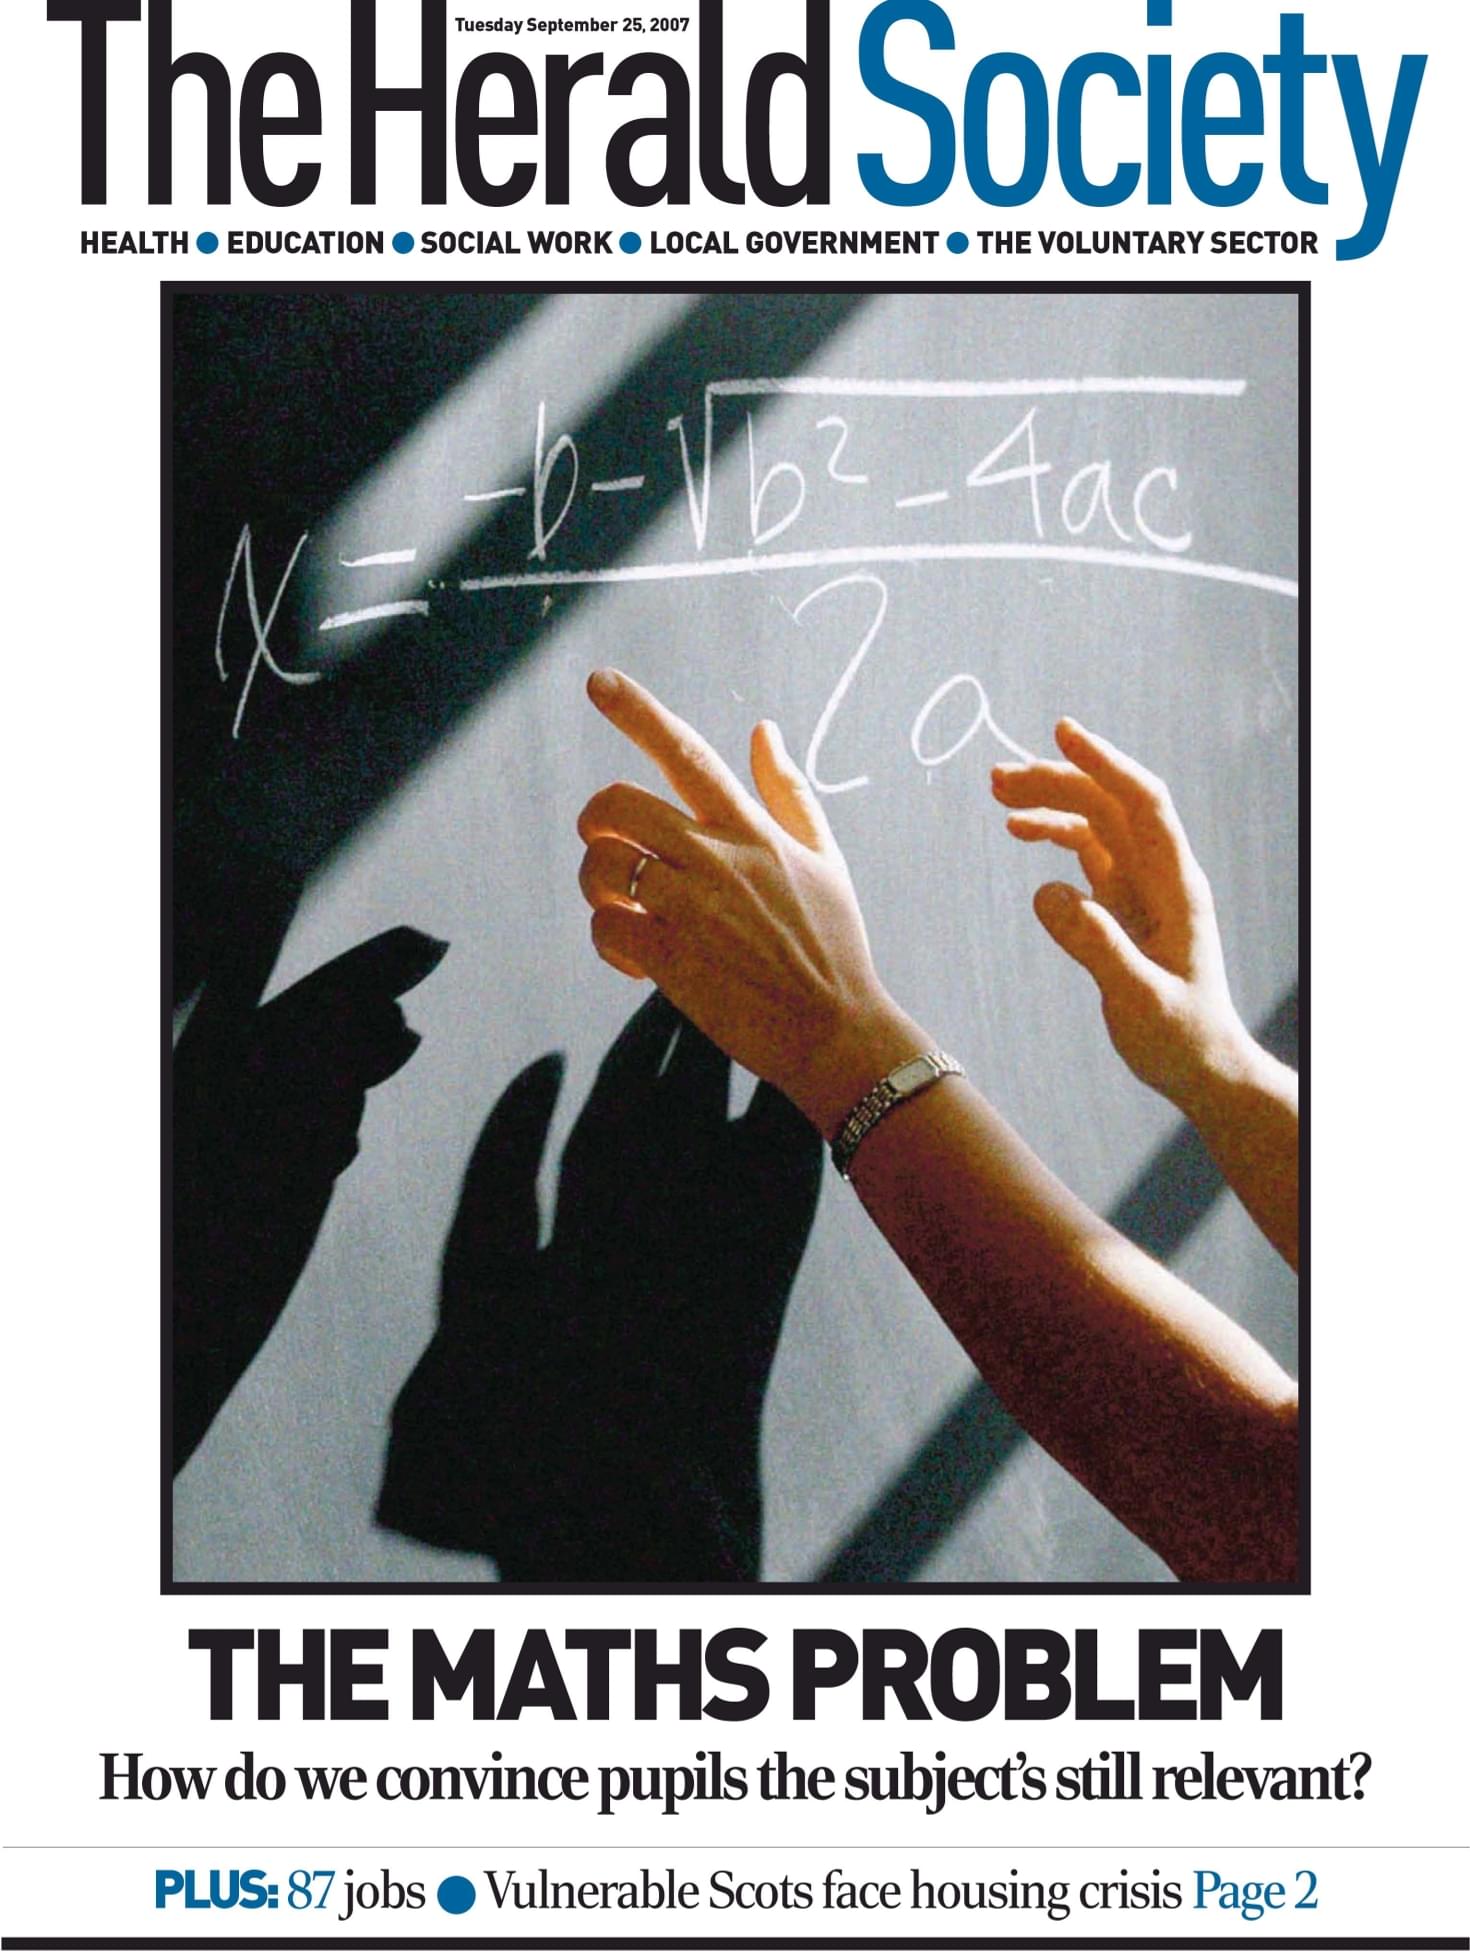 Tuesday September 25, 2007
The Herald Society
HEALTH ● EDUCATION ● SOCIAL WORK ● LOCAL GOVERNMENT ● THE VOLUNTARY SECTOR
x = -b-√b²-4ac
2a
THE MATHS PROBLEM
How do we convince pupils the subject's still relevant?
PLUS: 87 jobs ● Vulnerable Scots face housing crisis Page 2